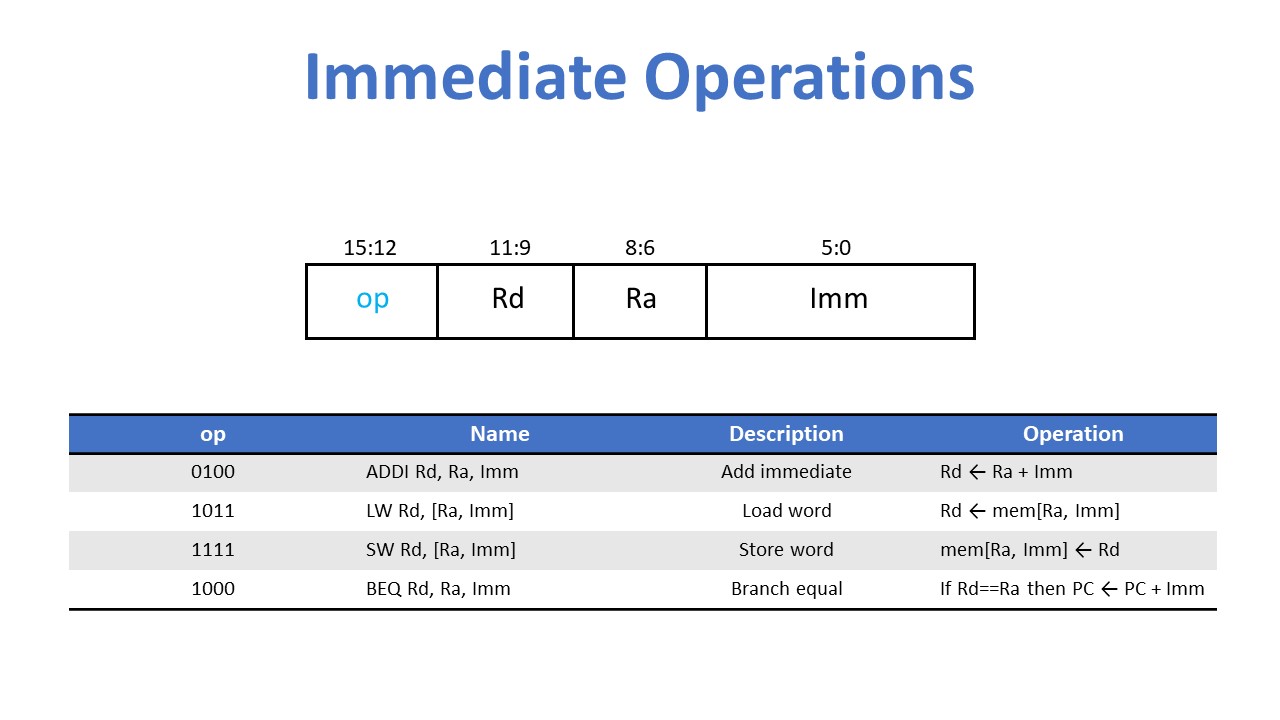 Immediate Operations
15:12 11:9 8:6 5:0
op Rd Ra Imm
op Name Description Operation
0100 ADDI Rd, Ra, Imm Add immediate Rd ← Ra + Imm
1011 LW Rd, [Ra, Imm] Load word Rd ← mem[Ra, Imm]
1111 SW Rd, [Ra, Imm] Store word mem[Ra, Imm] ← Rd
1000 BEQ Rd, Ra, Imm Branch equal If Rd==Ra then PC ← PC + Imm